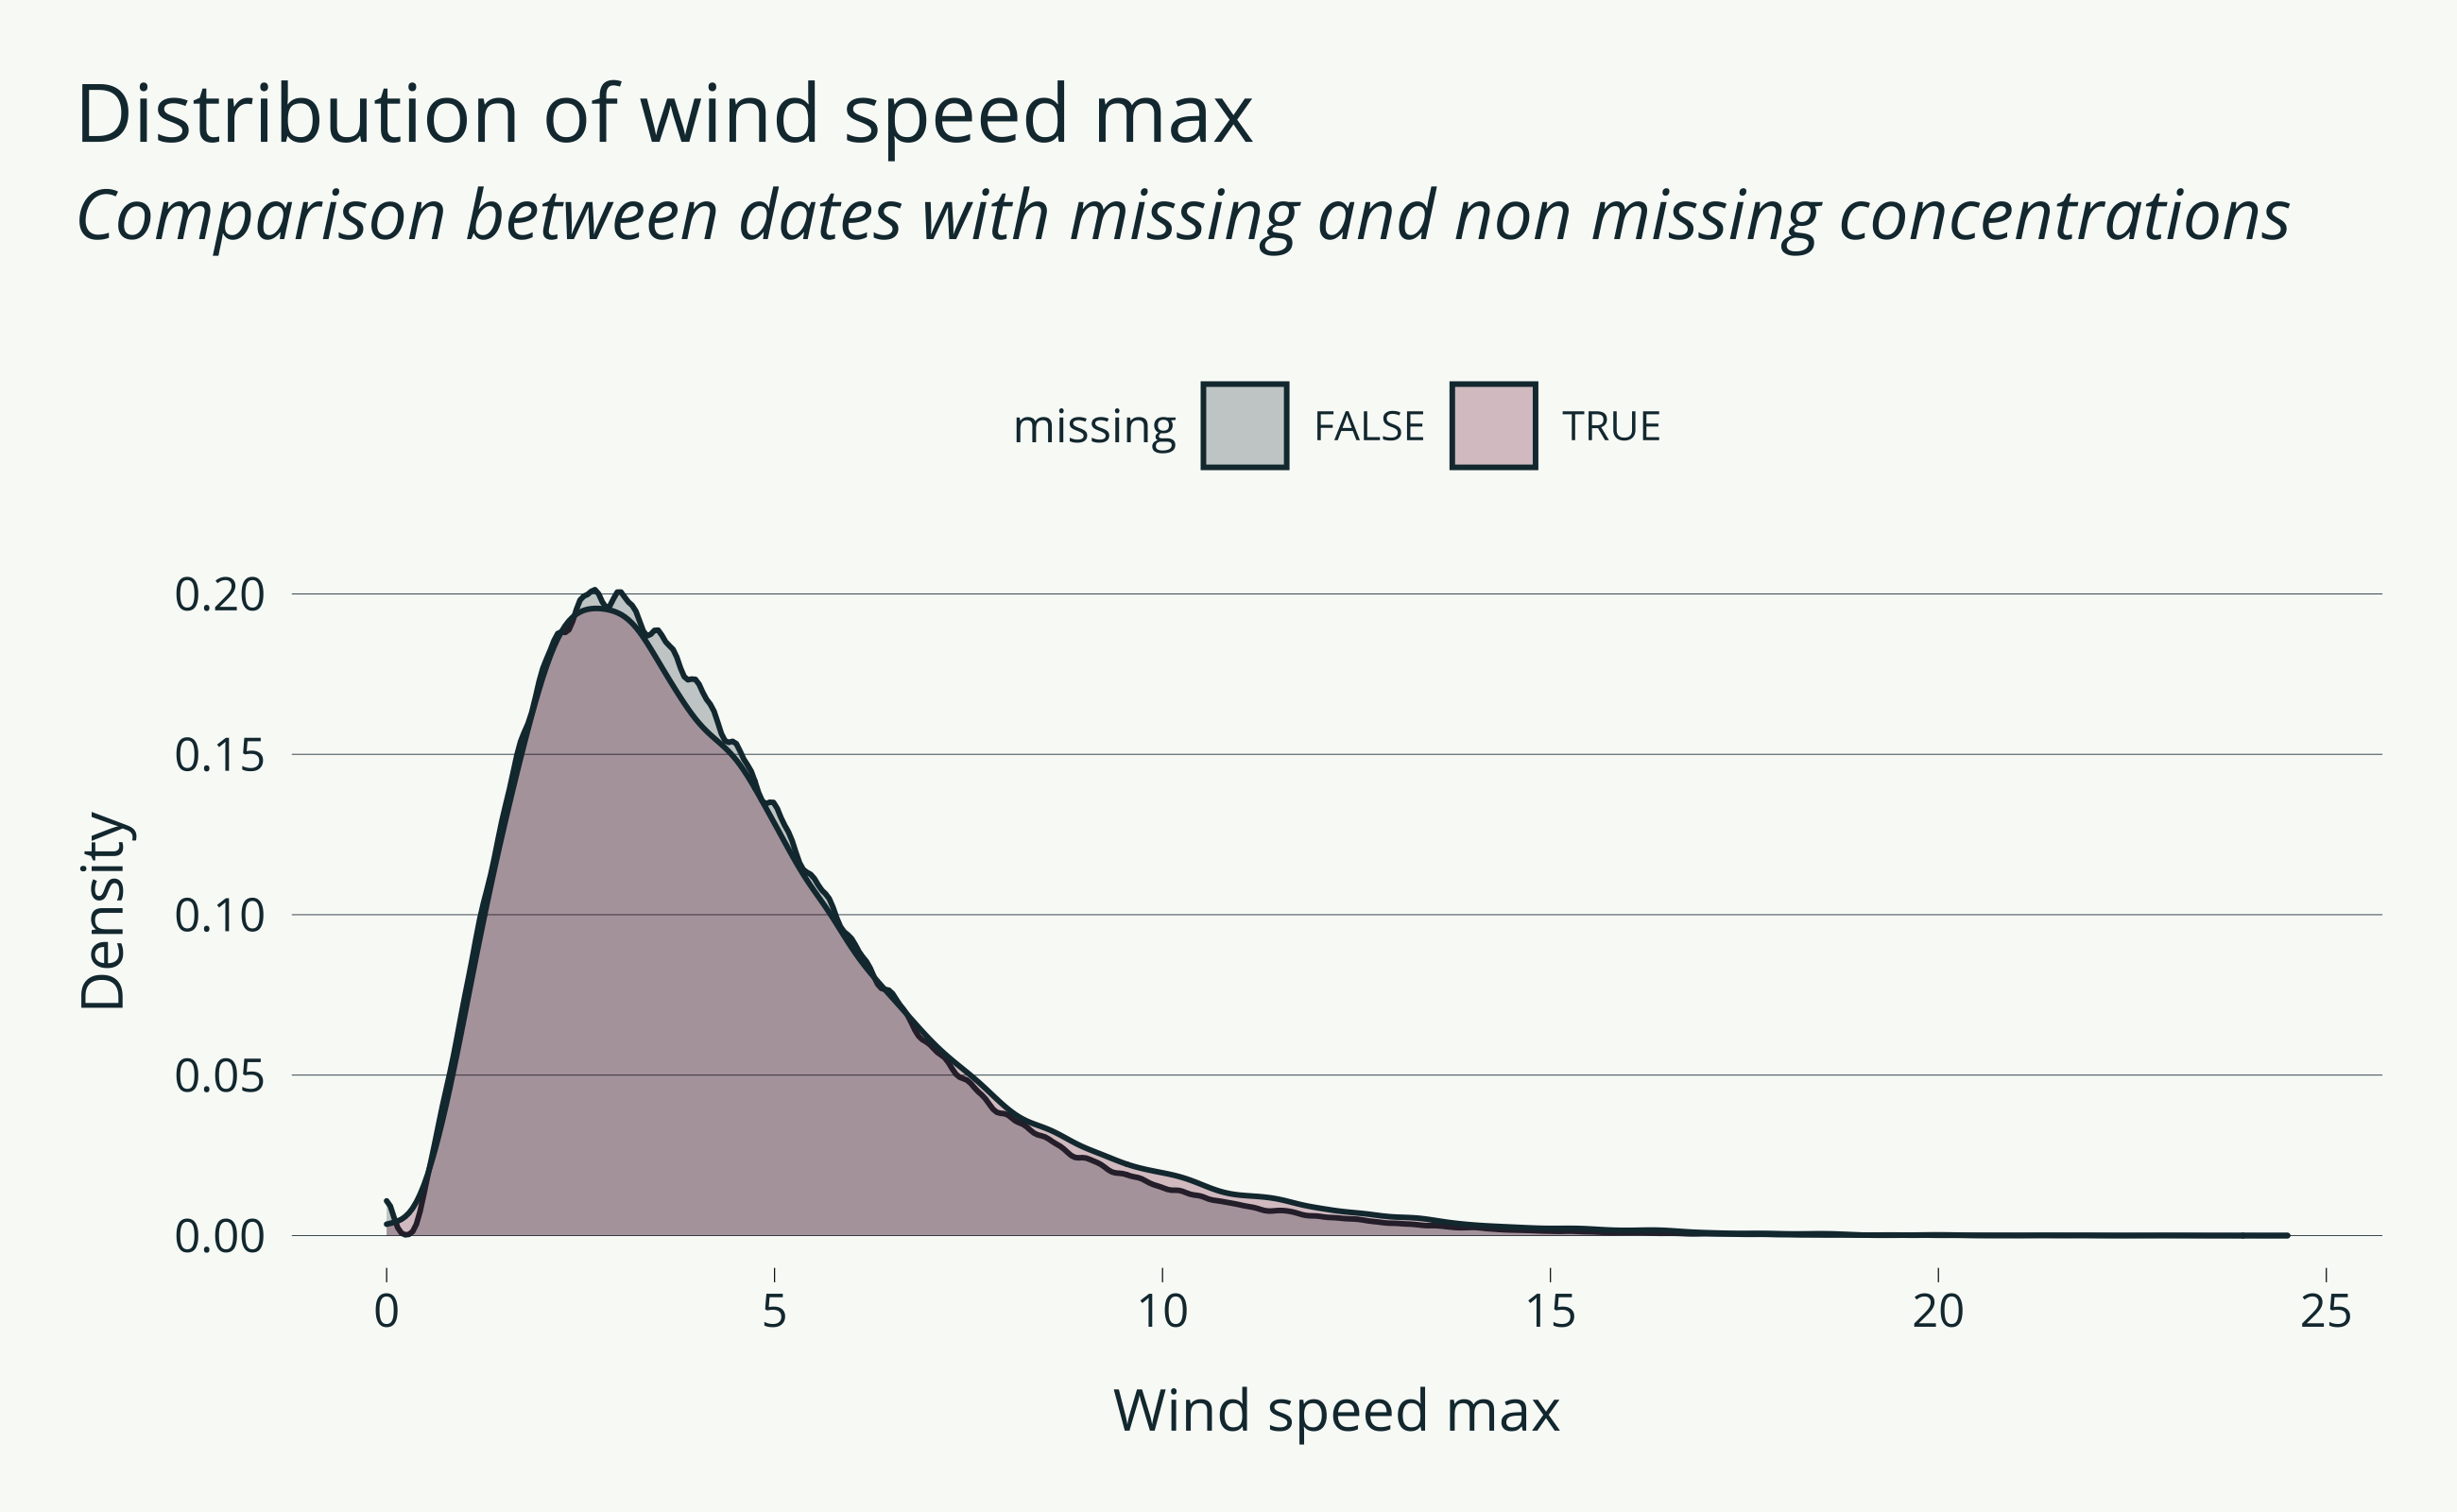 Distribution of wind speed max
Comparison between dates with missing and non missing concentrations
missing FALSE TRUE
0.20
0.15
0.10
0.05
0.00
Density
0 5 10 15 20 25
Wind speed max